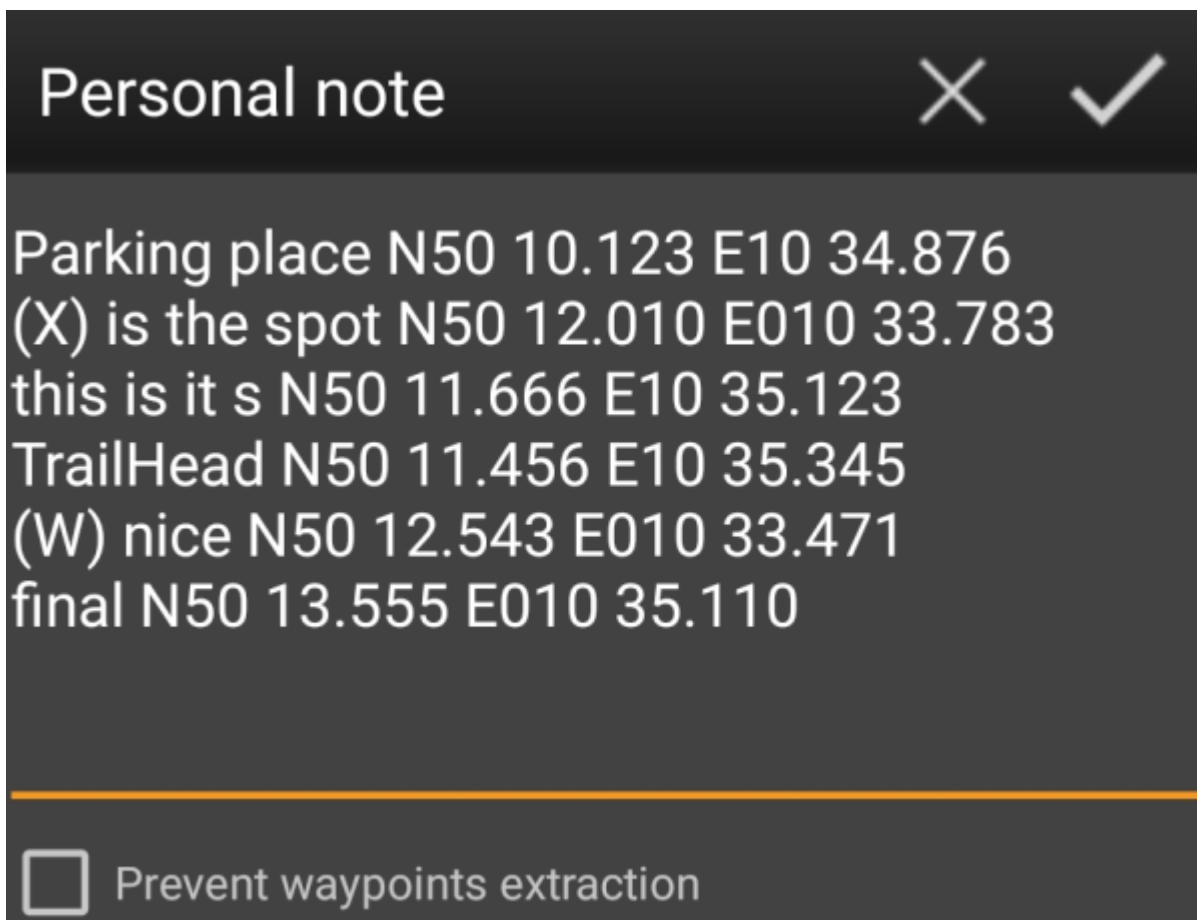 Personal note
Parking place N50 10.123 E10 34.876
(X) is the spot N50 12.010 E010 33.783
this is it s N50 11.666 E10 35.123
TrailHead N50 11.456 E10 35.345
(W) nice N50 12.543 E010 33.471
final N50 13.555 E010 35.110
Prevent waypoints extraction